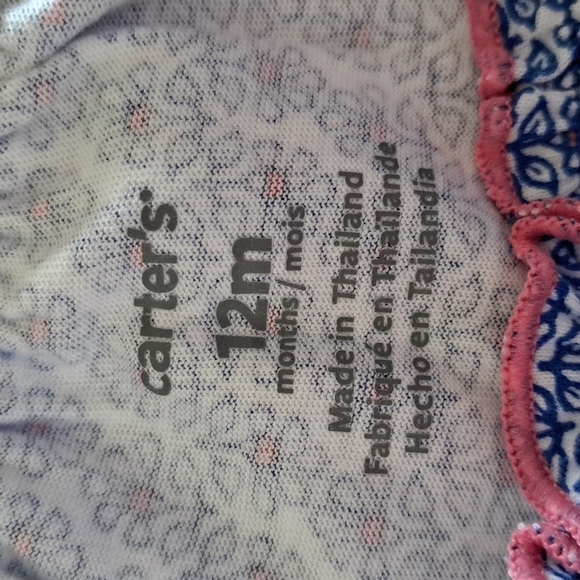 carter's
12m
months / mois
Made in Thailand
Fabriqué en Thaïlande
Hecho en Tailandia